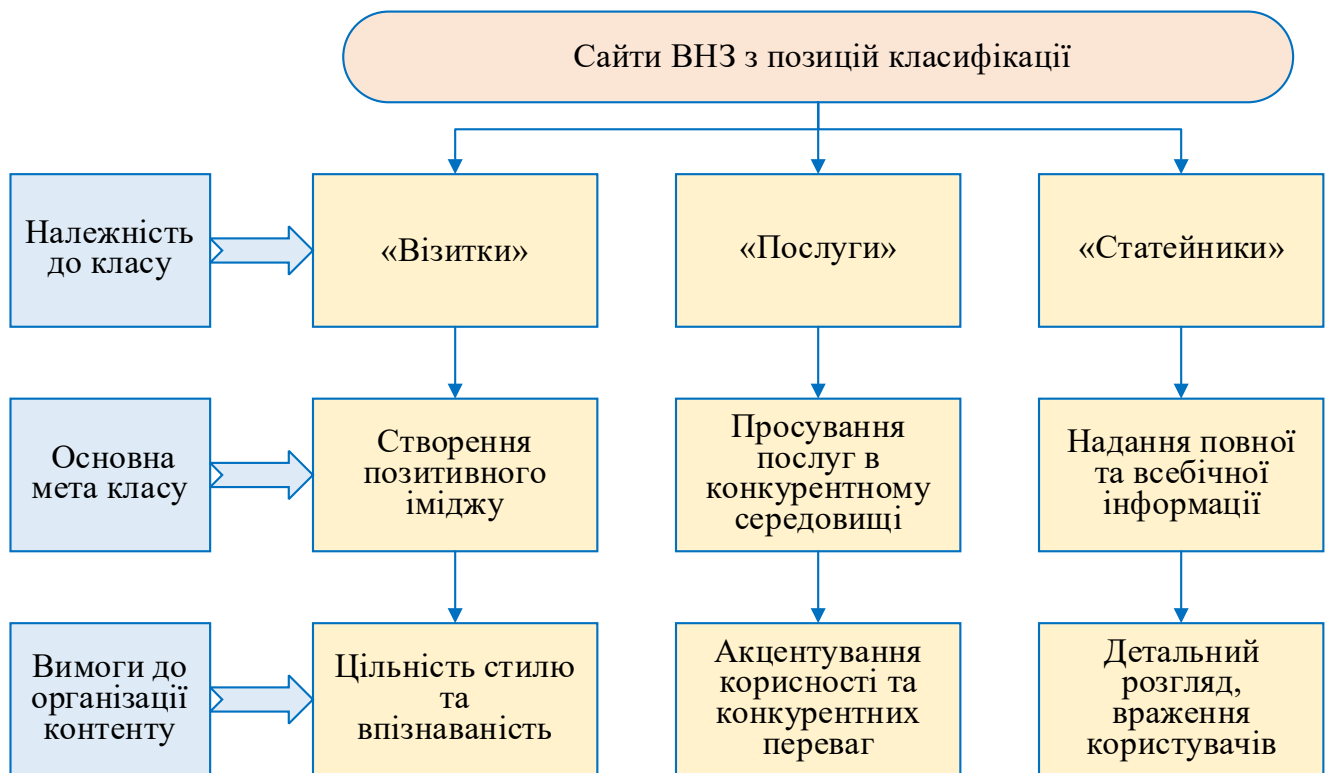 Сайти ВНЗ з позицій класифікації
Належність
до класу
«Візитки»
«Послуги»
«Статейники»
Основна
мета класу
Створення
позитивного
іміджу
Просування
послуг в
конкурентному
середовищі
Надання повної
та всебічної
інформації
Вимоги до
організації
контенту
Цільність стилю
та
впізнаваність
Акцентування
корисності та
конкурентних
переваг
Детальний
розгляд,
враження
користувачів